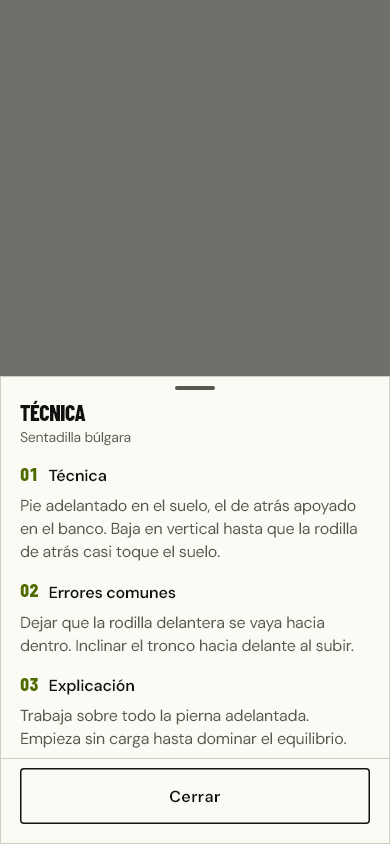 TÉCNICA
Sentadilla búlgara
01 Técnica
Pie adelantado en el suelo, el de atrás apoyado
en el banco. Baja en vertical hasta que la rodilla
de atrás casi toque el suelo.
02 Errores comunes
Dejar que la rodilla delantera se vaya hacia
dentro. Inclinar el tronco hacia delante al subir.
03 Explicación
Trabaja sobre todo la pierna adelantada.
Empieza sin carga hasta dominar el equilibrio.
Cerrar